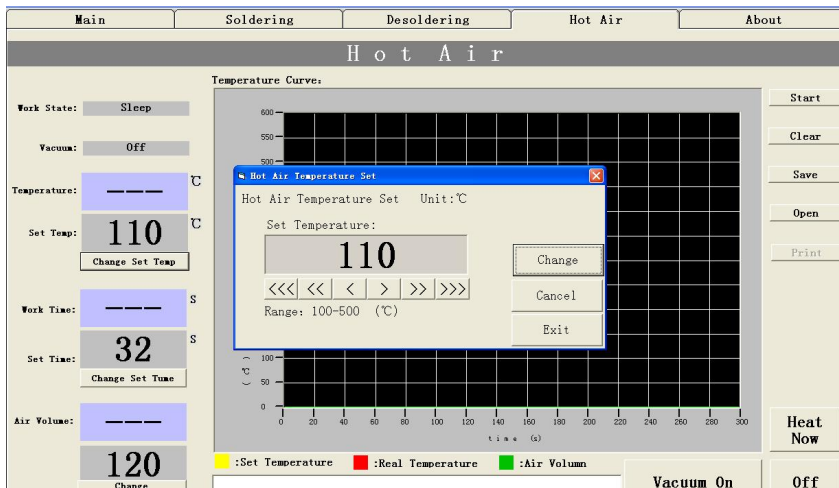 Main Soldering Desoldering Hot Air About
Hot Air
Temperature Curve:
Work State: Sleep
Vacuum: Off
Temperature: --- ℃
Set Temp: 110 ℃
Change Set Temp
Work Time: --- S
Set Time: 32 S
Change Set Tume
Air Volume: ---
120
Change
600
550
500
Hot Air Temperature Set
Hot Air Temperature Set Unit:℃
Set Temperature:
110
<<< << < > >> >>>
Range: 100-500 (℃)
Change
Cancel
Exit
100
50
0
(℃)
0 20 40 60 80 100 120 140 160 180 200 220 240 260 280 300
time (s)
:Set Temperature :Real Temperature :Air Volumn
Start
Clear
Save
Open
Print
Heat
Now
Vacuum On Off